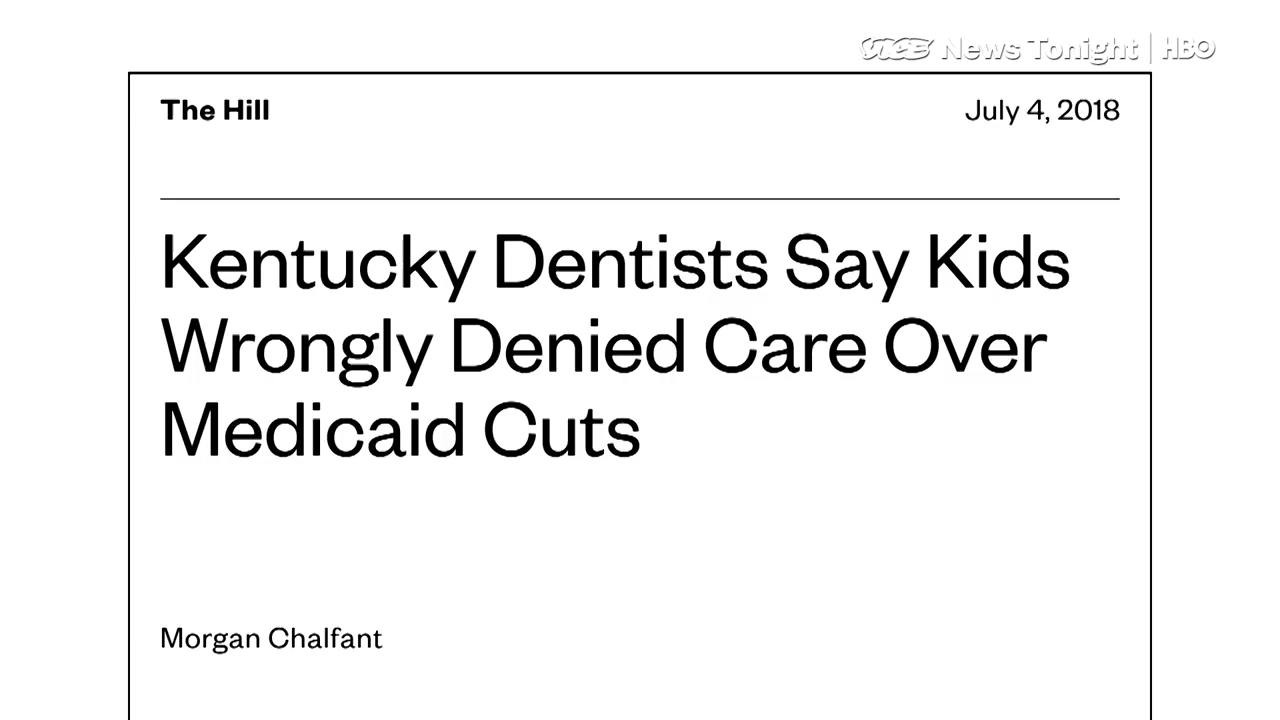 VICE News Tonight | HBO
The Hill
July 4, 2018
Kentucky Dentists Say Kids
Wrongly Denied Care Over
Medicaid Cuts
Morgan Chalfant